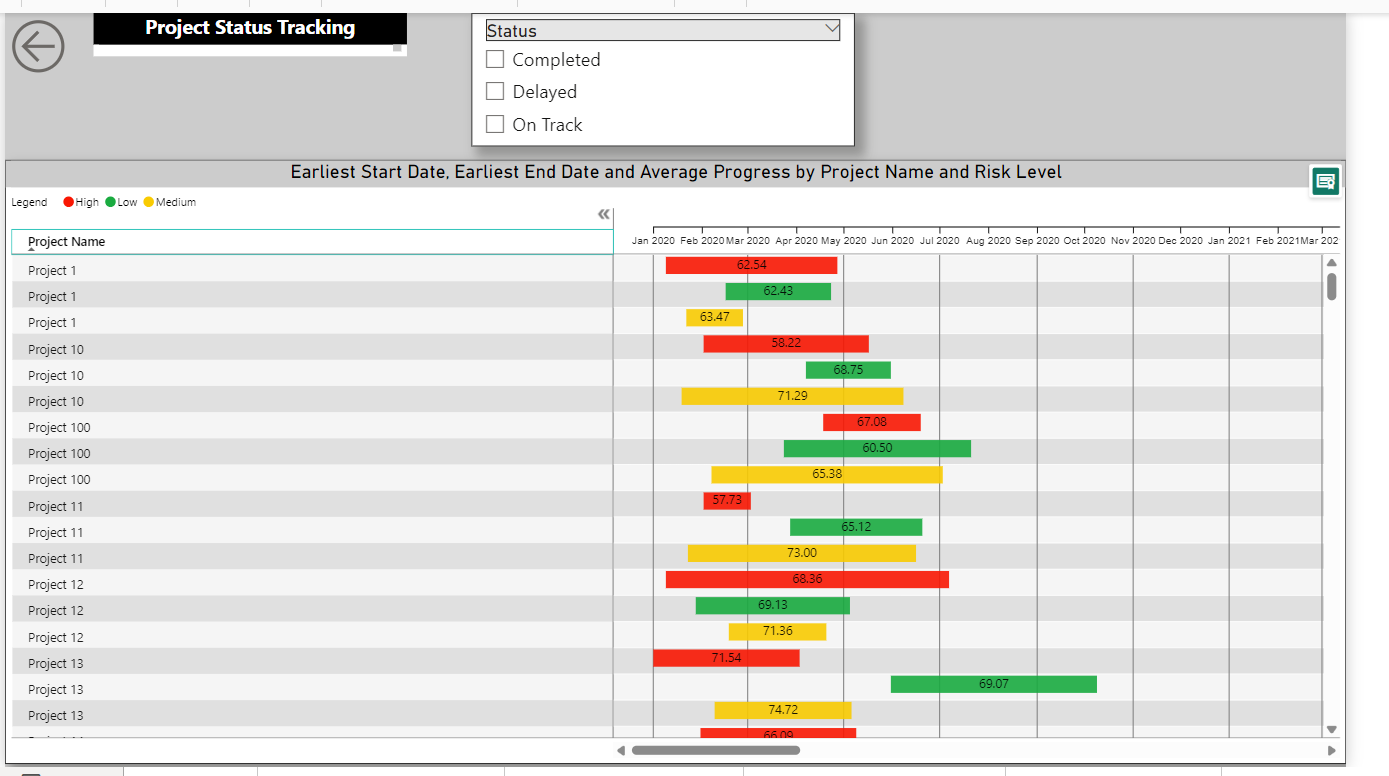 Project Status Tracking
Status
Completed
Delayed
On Track
Earliest Start Date, Earliest End Date and Average Progress by Project Name and Risk Level
Legend High Low Medium
Project Name
Jan 2020 Feb 2020 Mar 2020 Apr 2020 May 2020 Jun 2020 Jul 2020 Aug 2020 Sep 2020 Oct 2020 Nov 2020 Dec 2020 Jan 2021 Feb 2021 Mar 202
Project 1 62.54
Project 1 62.43
Project 1 63.47
Project 10 58.22
Project 10 68.75
Project 10 71.29
Project 100 67.08
Project 100 60.50
Project 100 65.38
Project 11 57.73
Project 11 65.12
Project 11 73.00
Project 12 68.36
Project 12 69.13
Project 12 71.36
Project 13 71.54
Project 13 69.07
Project 13 74.72
66.09